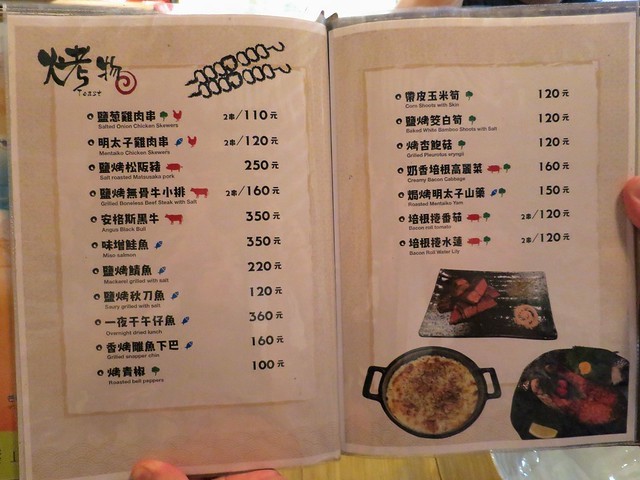 烤物
Toast
鹽蔥雞肉串 2串/110元
Salted Onion Chicken Skewers
明太子雞肉串 2串/120元
Mentaiko Chicken Skewers
鹽烤松阪豬 250元
Salt roasted Matsusaka pork
鹽烤無骨牛小排 2串/160元
Grilled Boneless Beef Steak with Salt
安格斯黑牛 350元
Angus Black Bull
味增鮭魚 350元
Miso salmon
鹽烤鯖魚 220元
Mackerel grilled with salt
鹽烤秋刀魚 120元
Saury grilled with salt
一夜干午仔魚 360元
Overnight dried lunch
香烤鵰魚下巴 160元
Grilled snapper chin
烤青椒 100元
Roasted bell peppers
帶皮玉米筍 120元
Corn Shoots with Skin
鹽烤茭白筍 120元
Baked White Bamboo Shoots with Salt
烤杏鮑菇 120元
Grilled Pleurotus eryngii
奶香培根高麗菜 160元
Creamy Bacon Cabbage
焗烤明太子山藥 150元
Roasted Mentaiko Yam
培根捲番茄 2串/120元
Bacon roll tomato
培根捲水蓮 2串/120元
Bacon Roll Water Lily